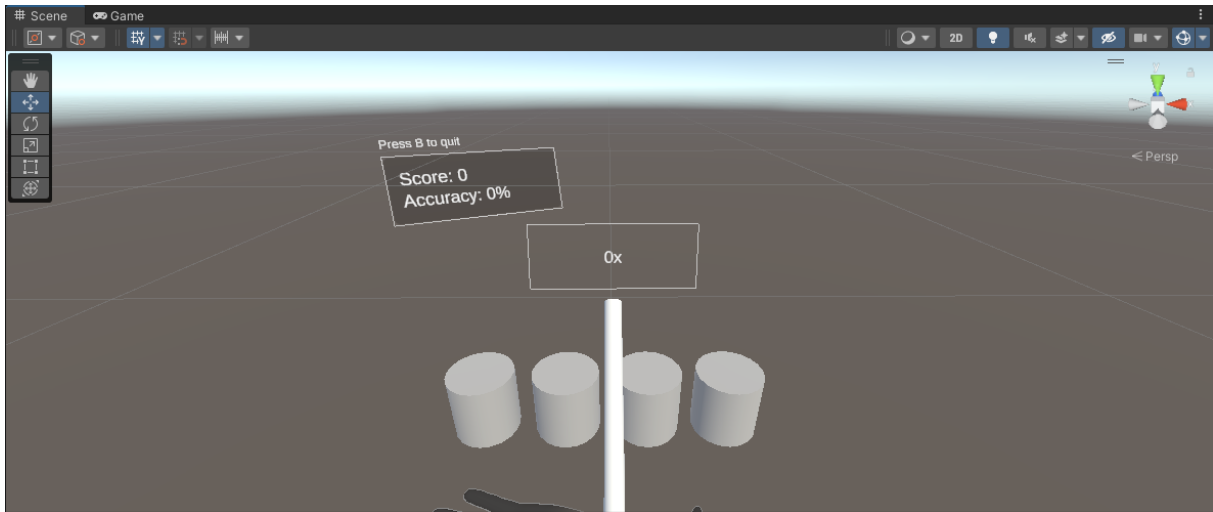 Scene Game
2D
Y
Persp
Press B to quit
Score: 0
Accuracy: 0%
0x